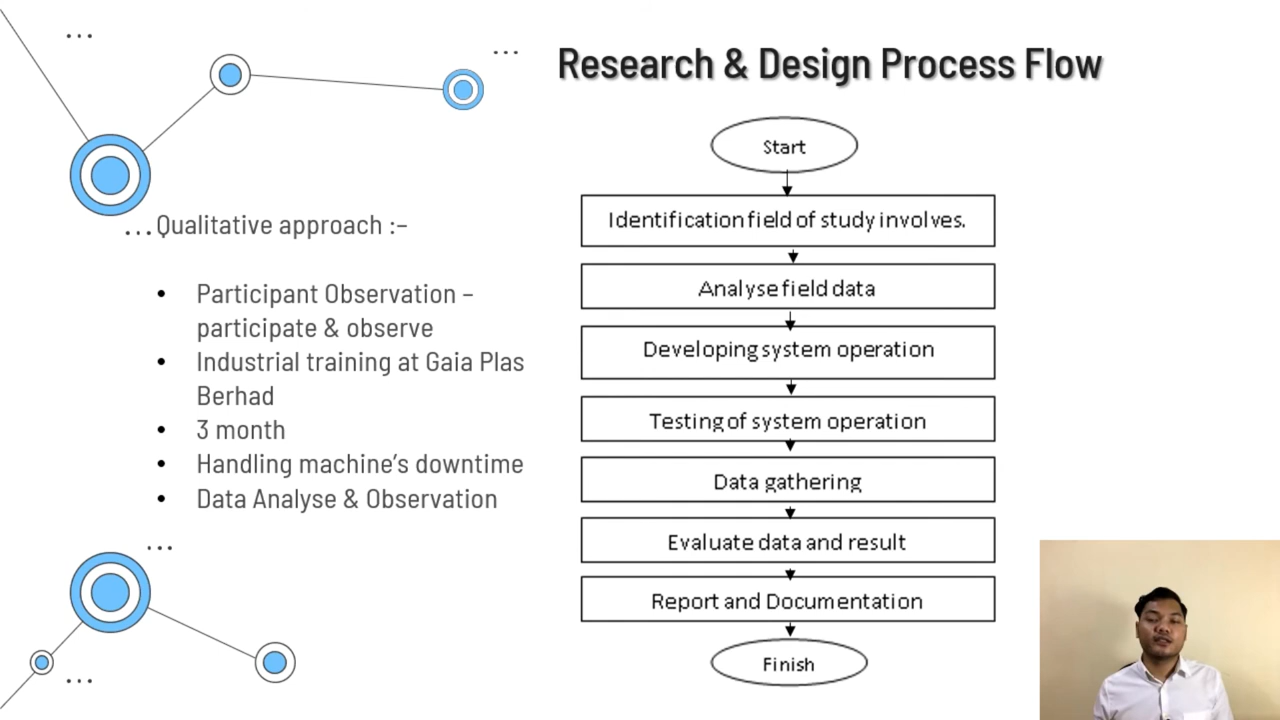 Research & Design Process Flow
Qualitative approach :–
• Participant Observation –
participate & observe
• Industrial training at Gaia Plas
Berhad
• 3 month
• Handling machine's downtime
• Data Analyse & Observation
Start
Identification field of study involves.
Analyse field data
Developing system operation
Testing of system operation
Data gathering
Evaluate data and result
Report and Documentation
Finish